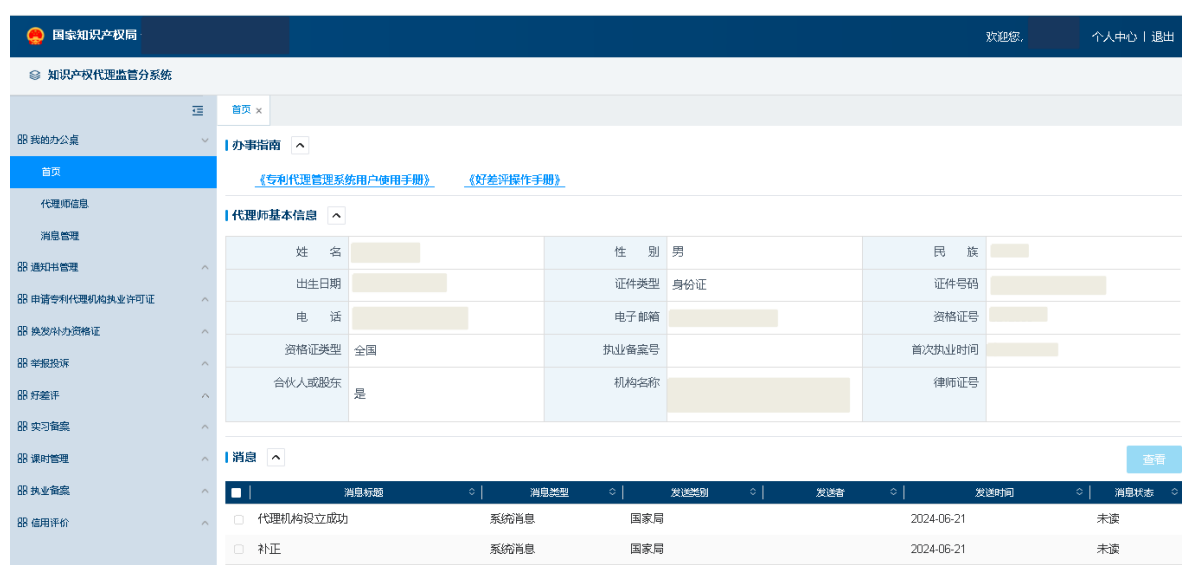 国家知识产权局
欢迎您,
个人中心 | 退出
知识产权代理监管分系统
首页 ×
我的办公桌
首页
代理师信息
消息管理
通知书管理
申请专利代理机构执业许可证
换发/补办资格证
举报投诉
好差评
实习备案
课时管理
执业备案
信用评价
办事指南
《专利代理管理系统用户使用手册》 《好差评操作手册》
代理师基本信息
姓 名 性 别 男 民 族
出生日期 证件类型 身份证 证件号码
电 话 电子邮箱 资格证号
资格证类型 全国 执业备案号 首次执业时间
合伙人或股东 是 机构名称 律师证号
消息
查看
消息标题 消息类型 发送类别 发送者 发送时间 消息状态
代理机构设立成功 系统消息 国家局 2024-06-21 未读
补正 系统消息 国家局 2024-06-21 未读